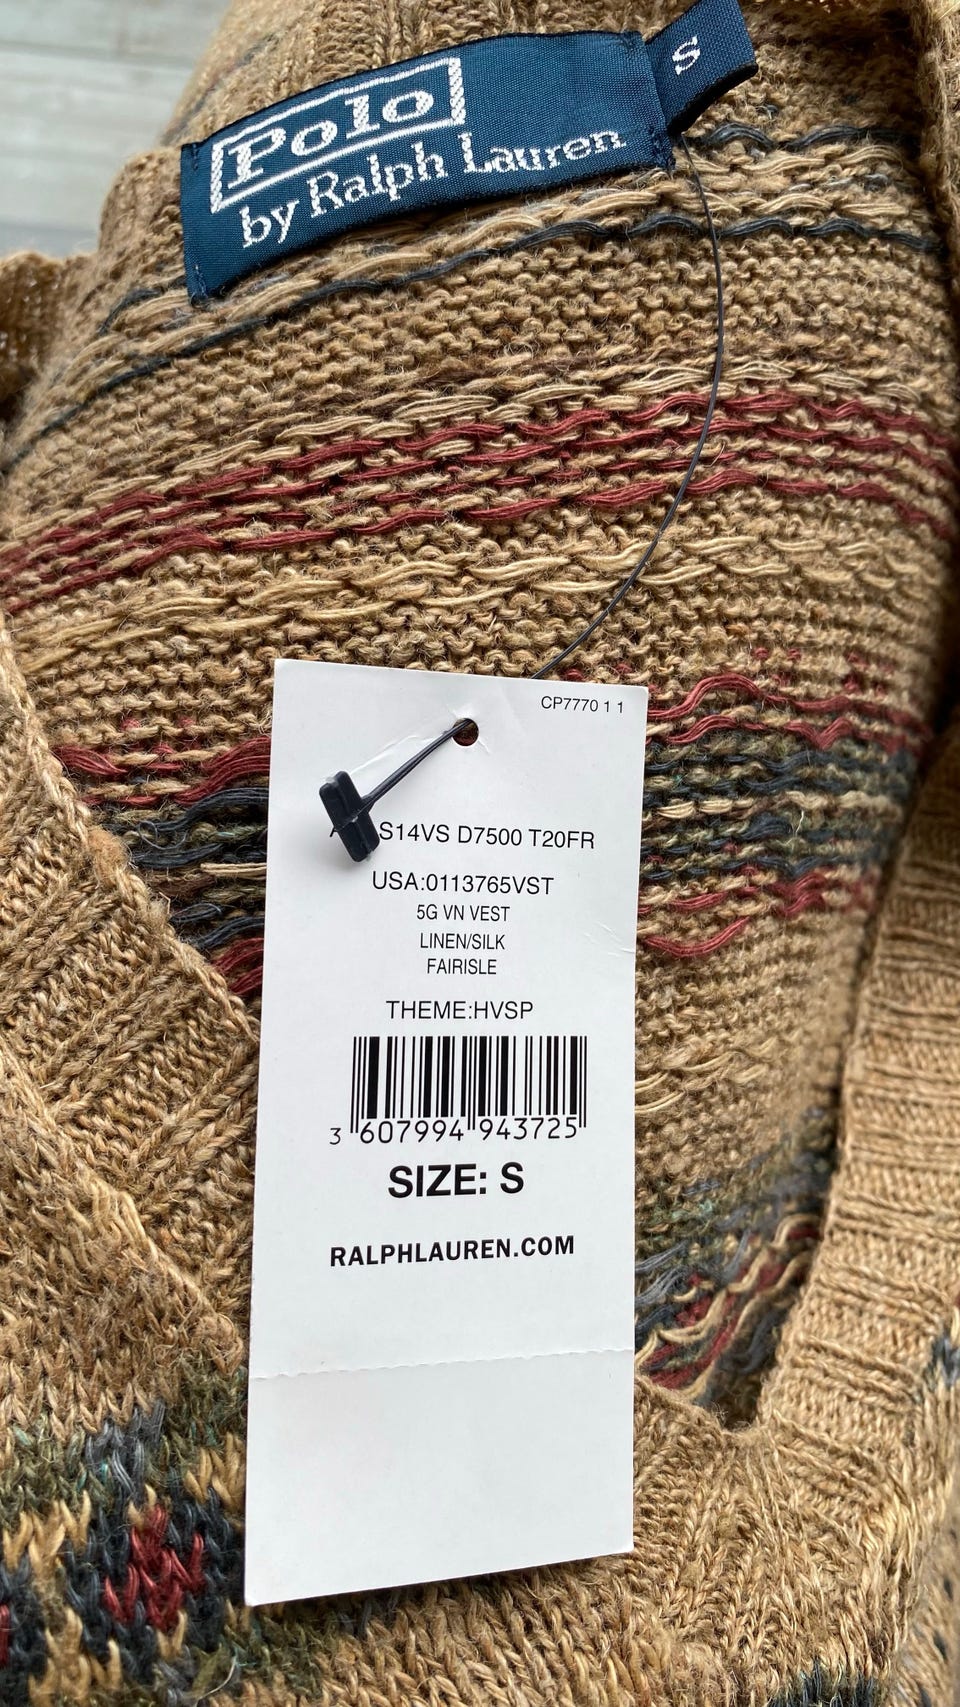 Polo
by Ralph Lauren
S
CP7770 1 1
S14VS D7500 T20FR
USA:0113765VST
5G VN VEST
LINEN/SILK
FAIRISLE
THEME:HVSP
3 607994 943725
SIZE: S
RALPHLAUREN.COM